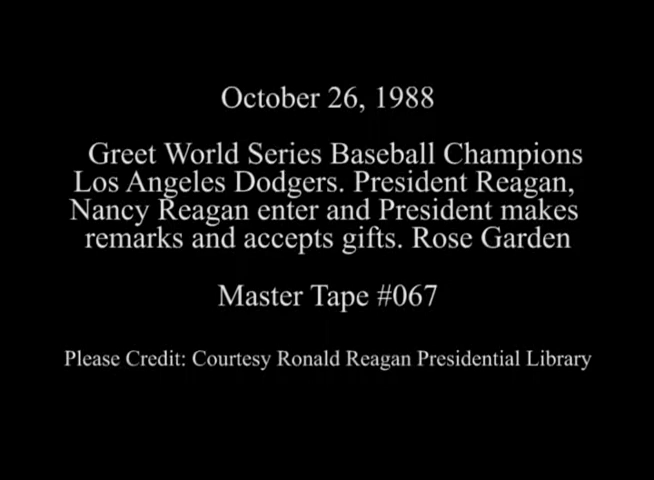 October 26, 1988
Greet World Series Baseball Champions
Los Angeles Dodgers. President Reagan,
Nancy Reagan enter and President makes
remarks and accepts gifts. Rose Garden
Master Tape #067
Please Credit: Courtesy Ronald Reagan Presidential Library